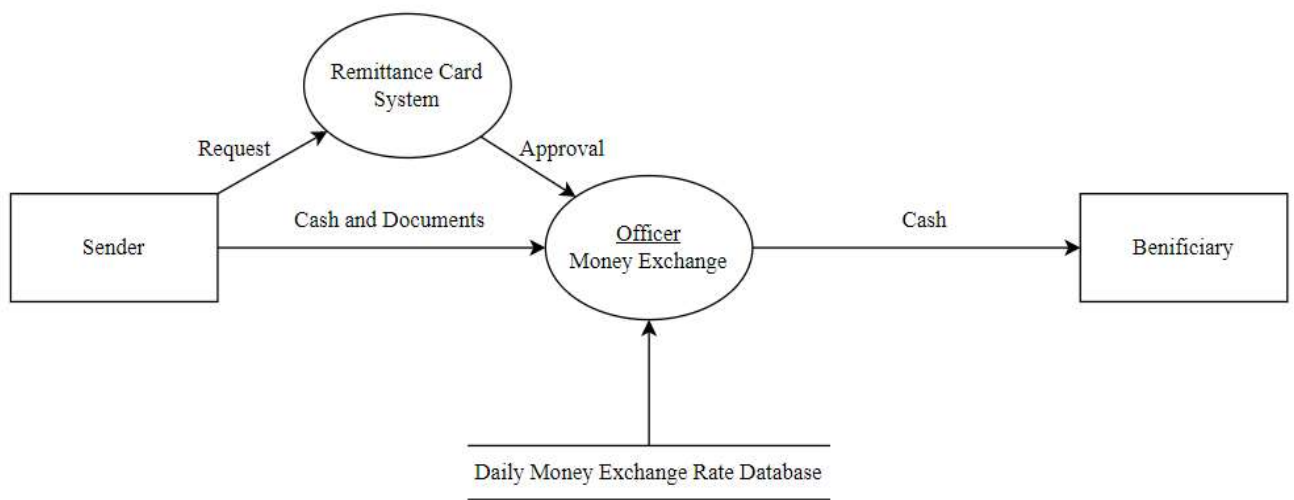 Remittance Card
System
Request
Approval
Sender
Cash and Documents
Officer
Money Exchange
Cash
Benificiary
Daily Money Exchange Rate Database